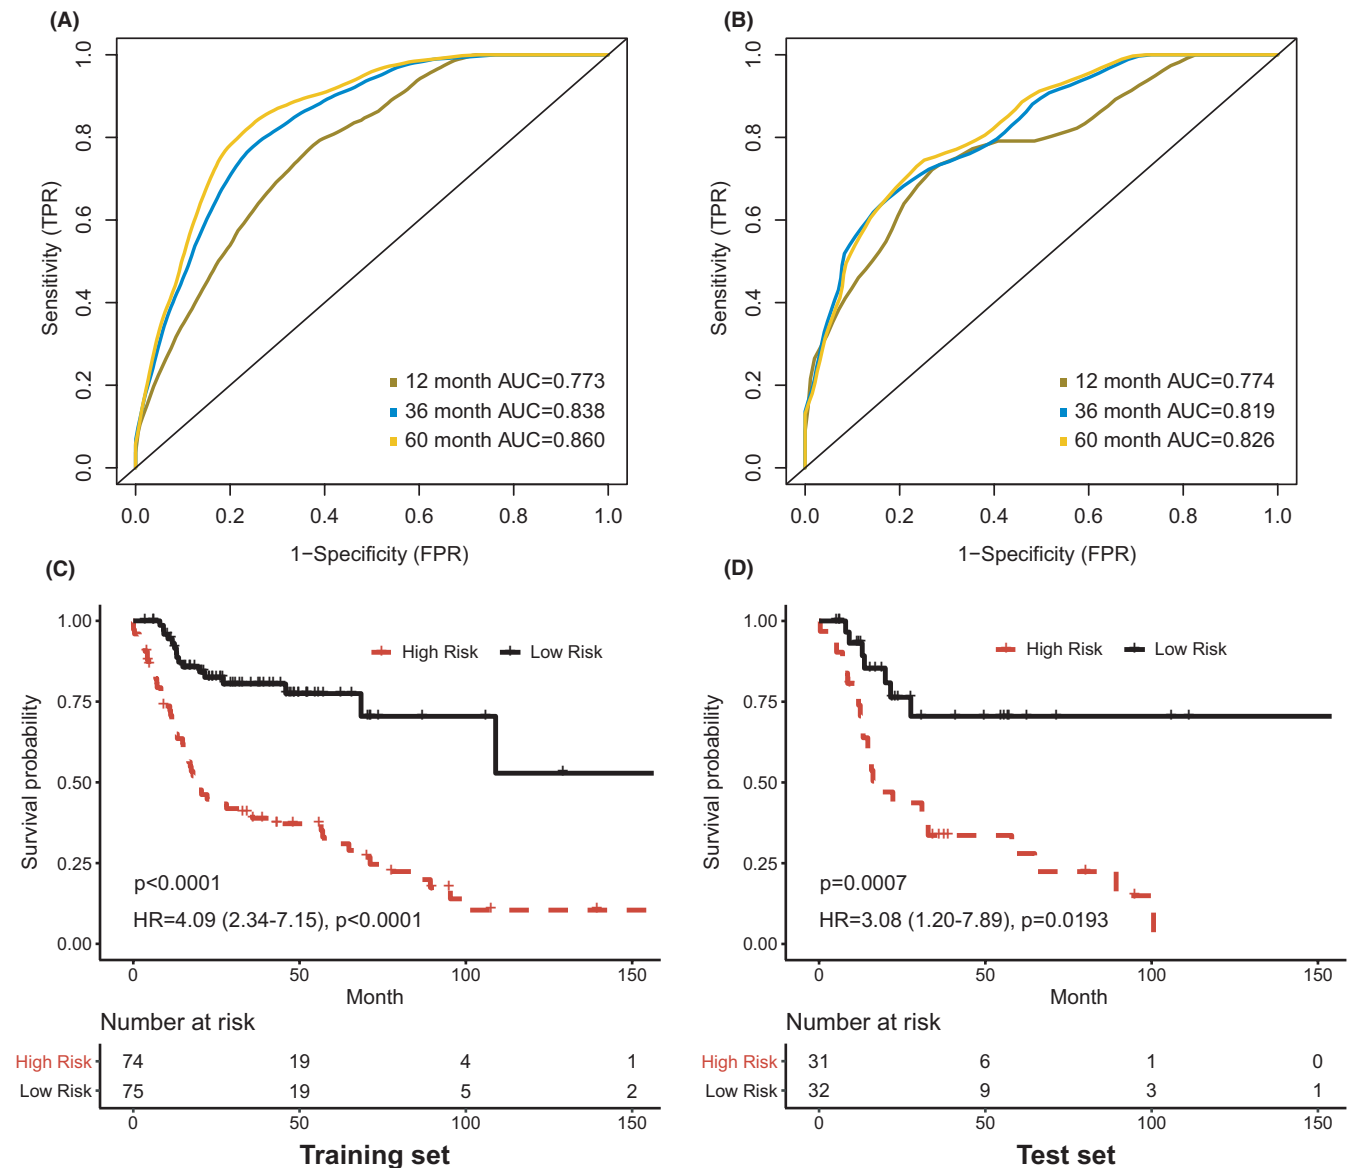 (A)
1.0
0.8
0.6
0.4
0.2
0.0
Sensitivity (TPR)
12 month AUC=0.773
36 month AUC=0.838
60 month AUC=0.860
0.0 0.2 0.4 0.6 0.8 1.0
1−Specificity (FPR)
(B)
1.0
0.8
0.6
0.4
0.2
0.0
Sensitivity (TPR)
12 month AUC=0.774
36 month AUC=0.819
60 month AUC=0.826
0.0 0.2 0.4 0.6 0.8 1.0
1−Specificity (FPR)
(C)
1.00
0.75
0.50
0.25
0.00
Survival probability
High Risk Low Risk
p<0.0001
HR=4.09 (2.34-7.15), p<0.0001
0 50 100 150
Month
Number at risk
High Risk 74 19 4 1
Low Risk 75 19 5 2
0 50 100 150
Training set
(D)
1.00
0.75
0.50
0.25
0.00
Survival probability
High Risk Low Risk
p=0.0007
HR=3.08 (1.20-7.89), p=0.0193
0 50 100 150
Month
Number at risk
High Risk 31 6 1 0
Low Risk 32 9 3 1
0 50 100 150
Test set